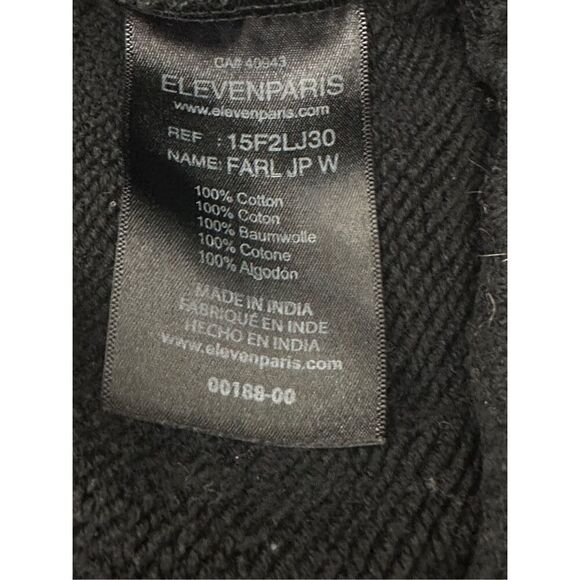 CA# 40943
ELEVENPARIS
www.elevenparis.com
REF : 15F2LJ30
NAME: FARL JP W
100% Cotton
100% Coton
100% Baumwolle
100% Cotone
100% Algodón
MADE IN INDIA
FABRIQUÉ EN INDE
HECHO EN INDIA
www.elevenparis.com
00188-00